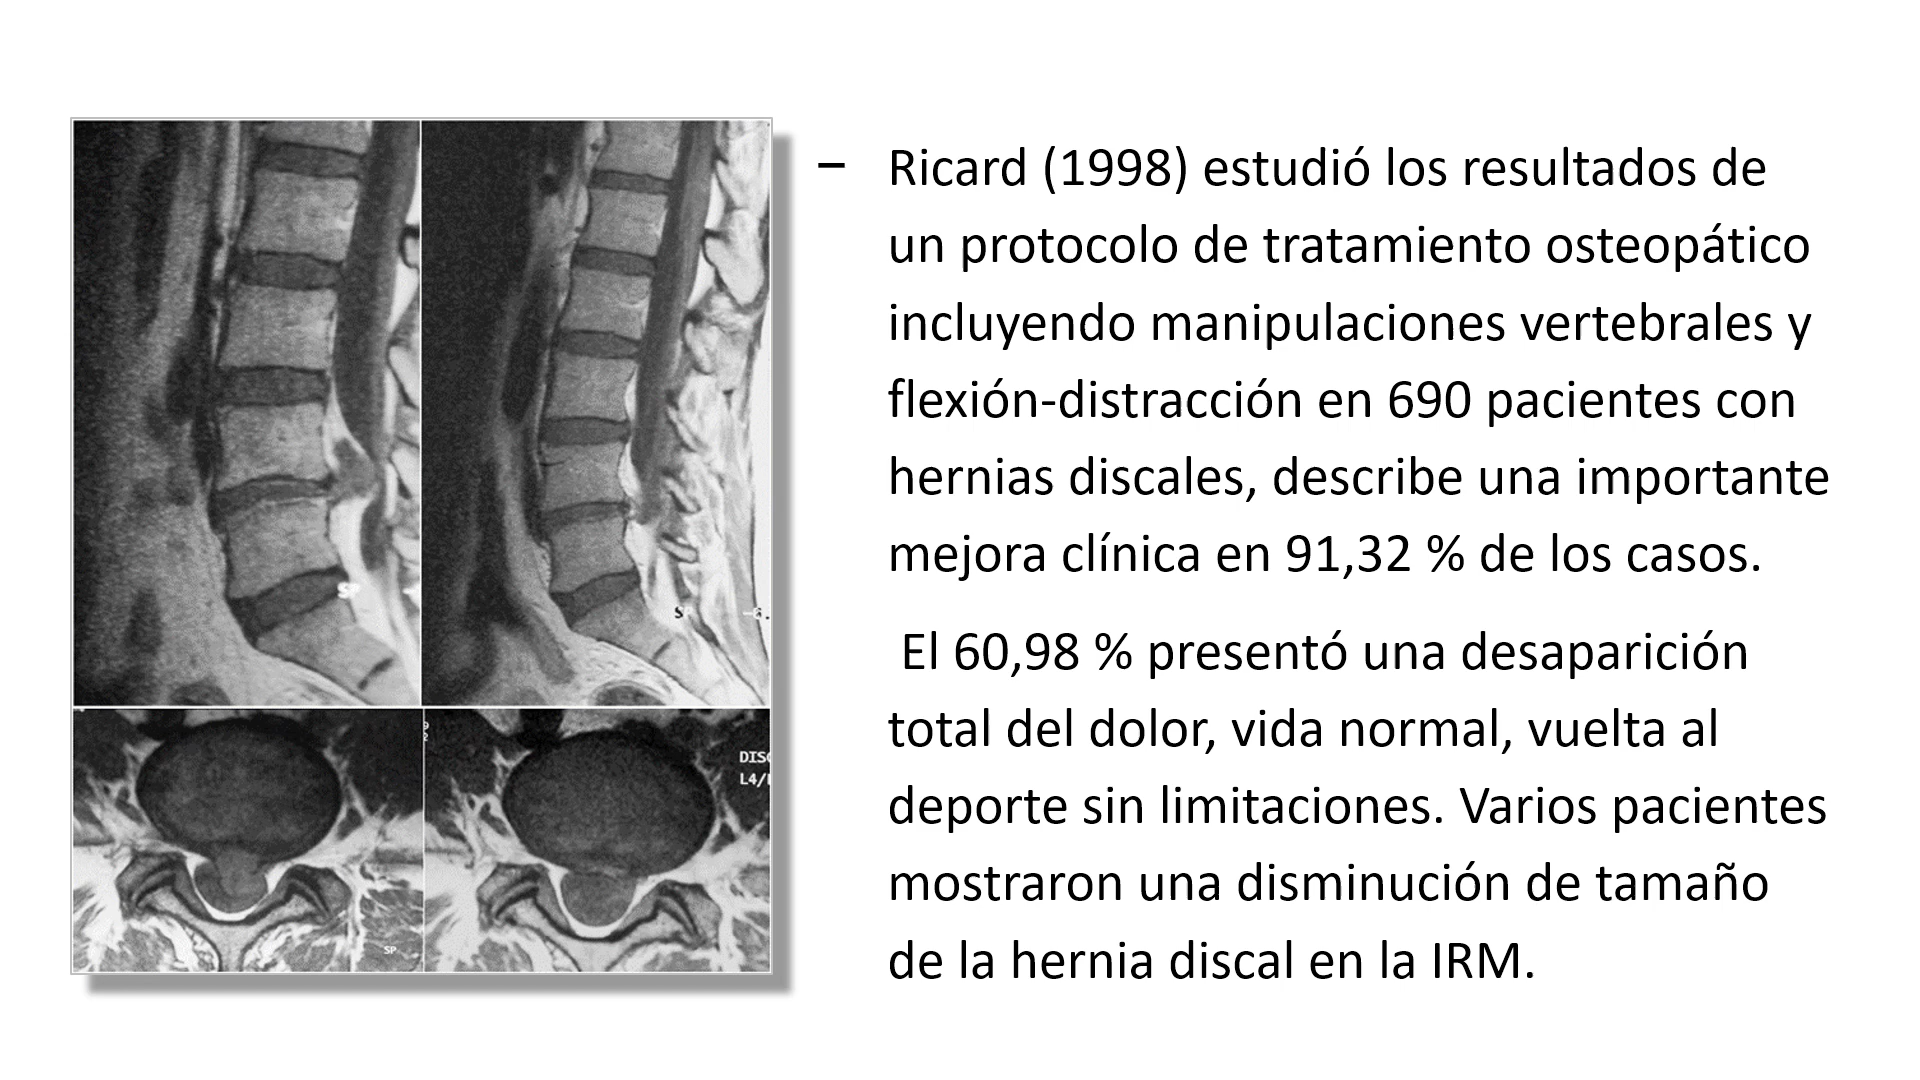 – Ricard (1998) estudió los resultados de
un protocolo de tratamiento osteopático
incluyendo manipulaciones vertebrales y
flexión-distracción en 690 pacientes con
hernias discales, describe una importante
mejora clínica en 91,32 % de los casos.
El 60,98 % presentó una desaparición
total del dolor, vida normal, vuelta al
deporte sin limitaciones. Varios pacientes
mostraron una disminución de tamaño
de la hernia discal en la IRM.
SP
SP
DISC
L4/
SP